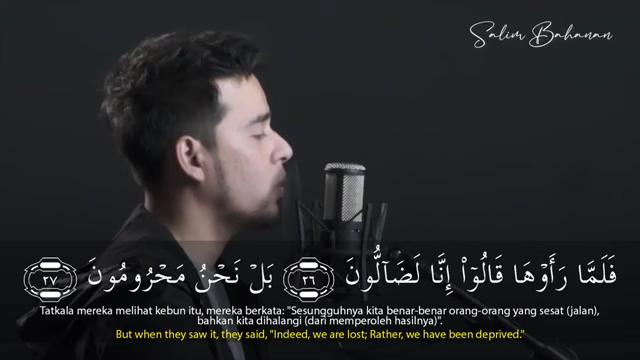 Salim Bahanan
فَلَمَّا رَأَوْهَا قَالُوٓا۟ إِنَّا لَضَآلُّونَ ٢٦ بَلْ نَحْنُ مَحْرُومُونَ ٢٧
Tatkala mereka melihat kebun itu, mereka berkata: "Sesungguhnya kita benar-benar orang-orang yang sesat (jalan),
bahkan kita dihalangi (dari memperoleh hasilnya)".
But when they saw it, they said, "Indeed, we are lost; Rather, we have been deprived."